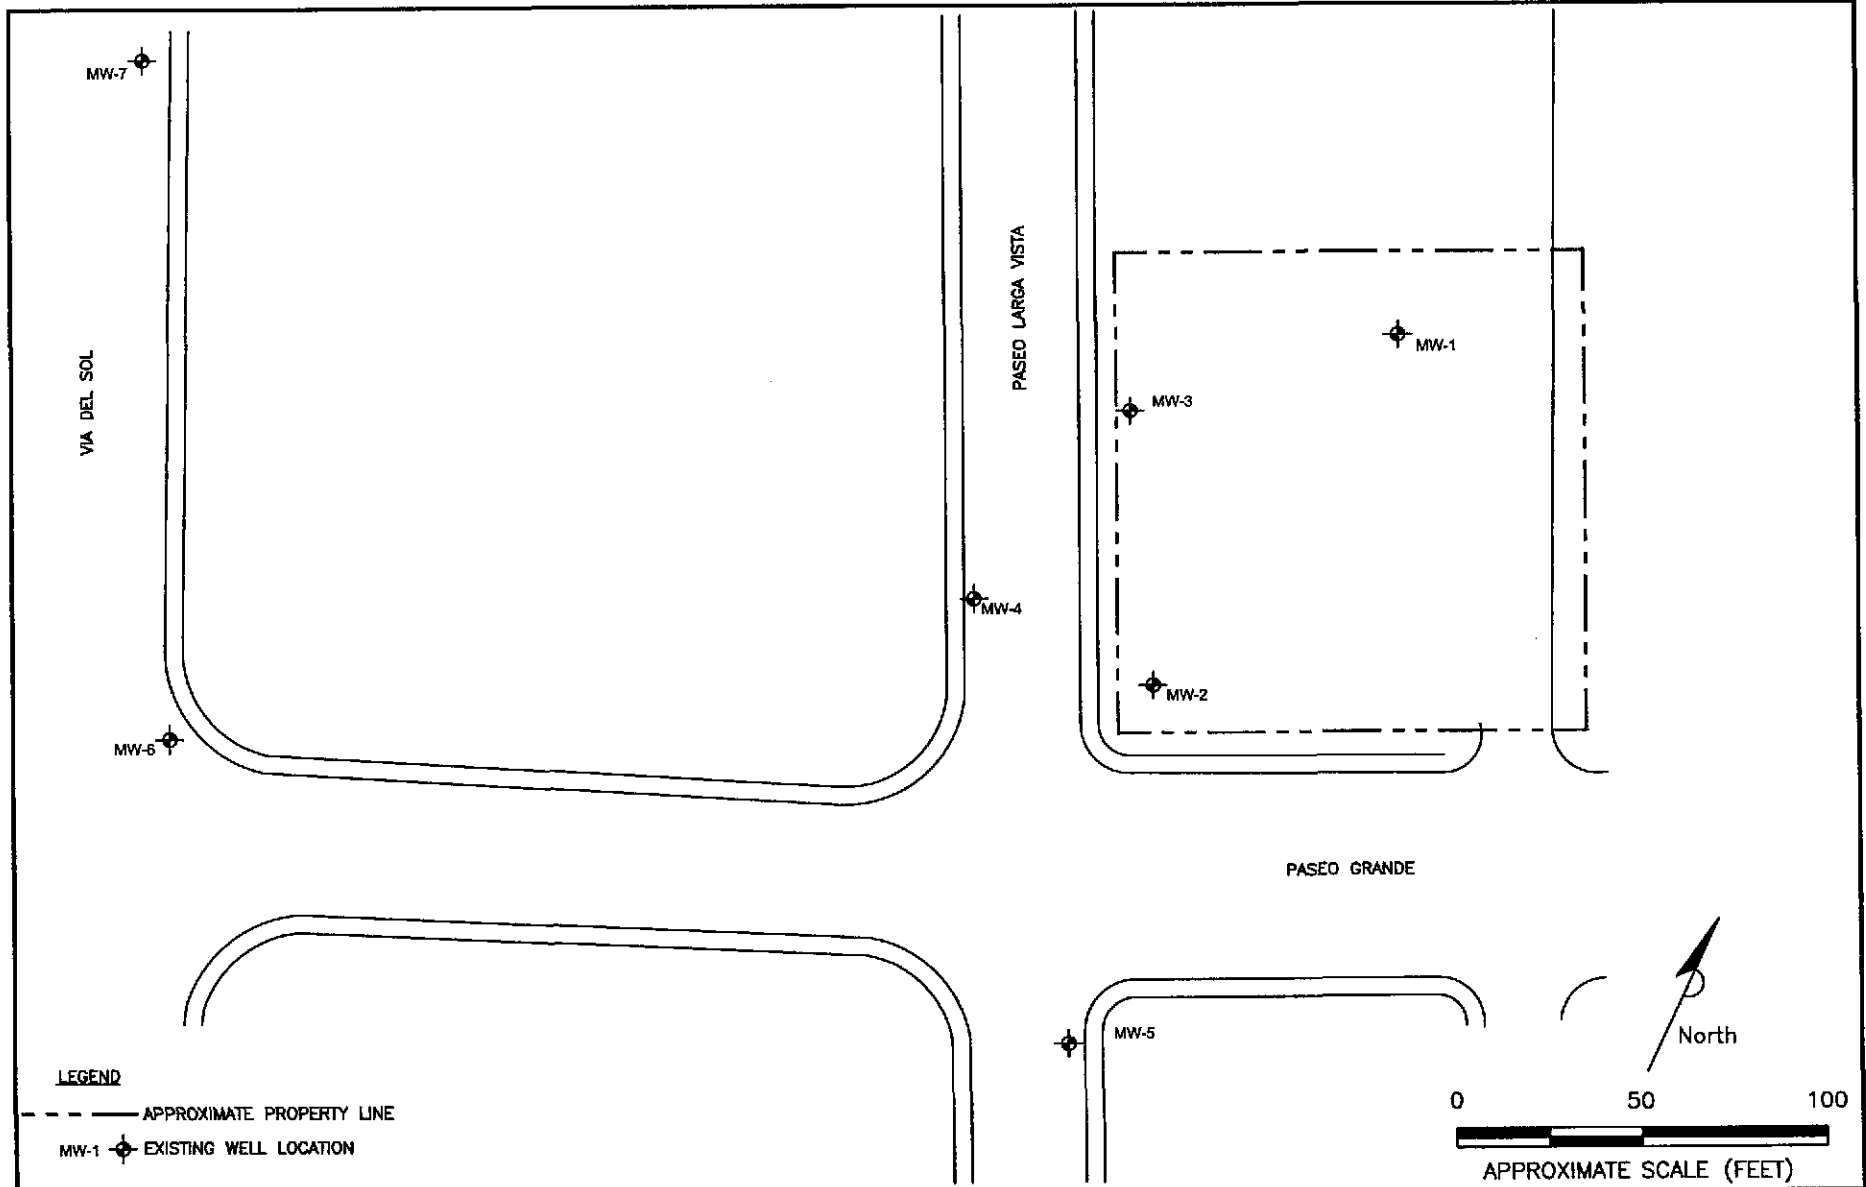 MW-7
VIA DEL SOL
PASEO LARGA VISTA
MW-1
MW-3
MW-4
MW-2
MW-6
PASEO GRANDE
MW-5
North
LEGEND
APPROXIMATE PROPERTY LINE
MW-1 EXISTING WELL LOCATION
0 50 100
APPROXIMATE SCALE (FEET)